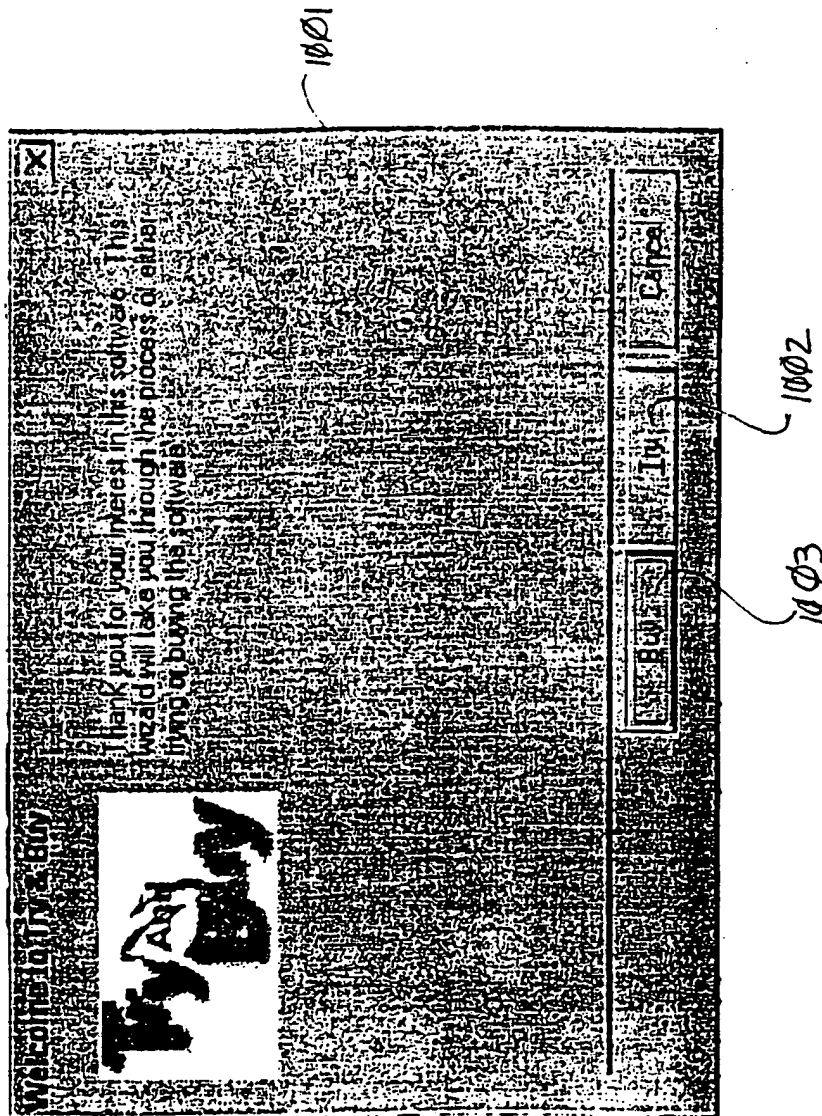 Welcome to Try & Buy
X
Try
And
Buy
Thank you for your interest in this software. This
wizard will take you through the process of either
trying or buying the software.
Buy
Try
Cancel
1001
1002
1003